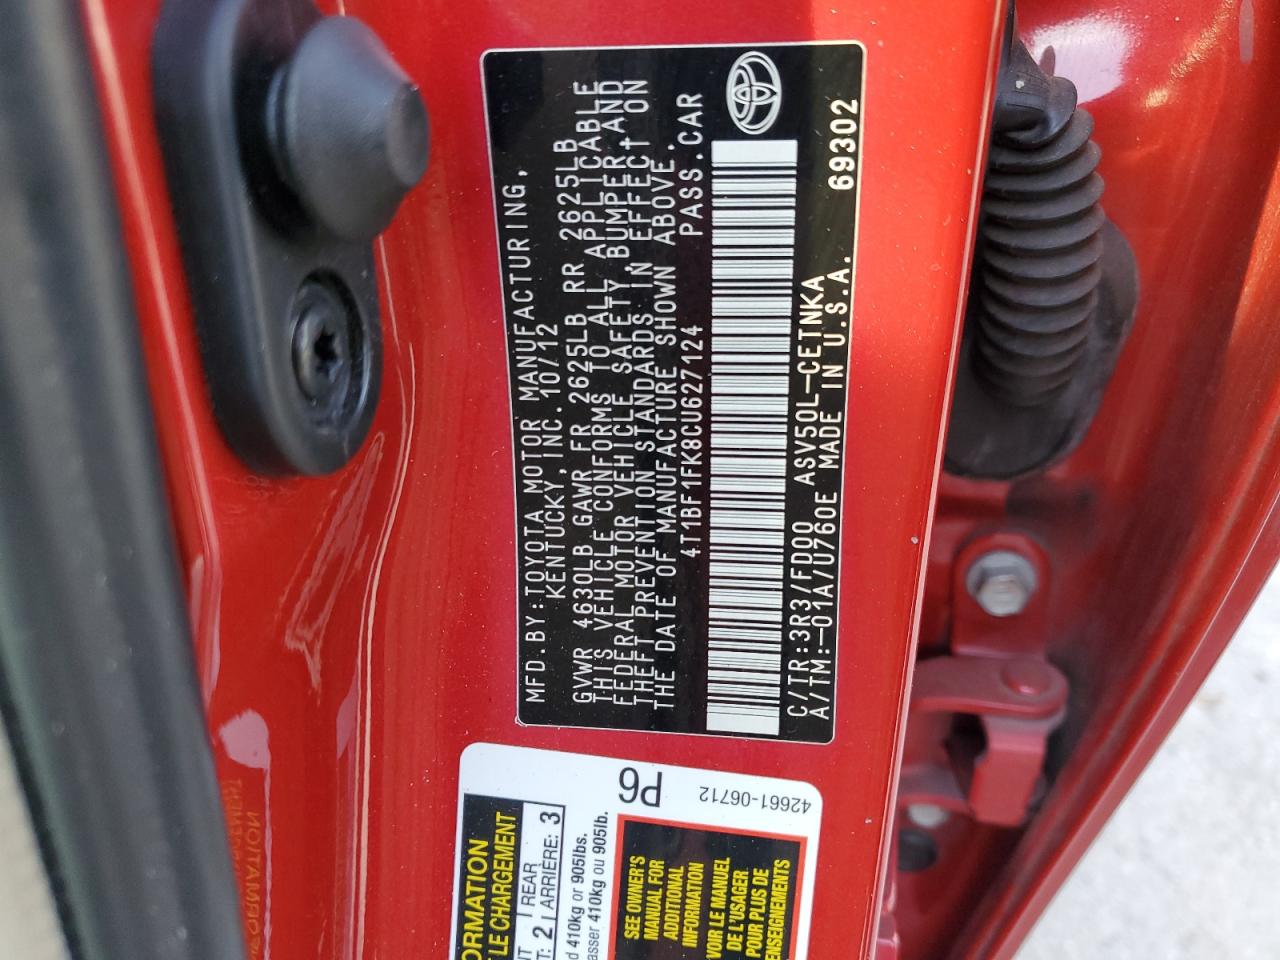 MFD.BY:TOYOTA MOTOR MANUFACTURING,
KENTUCKY, INC. 10/12
GVWR 4630LB GAWR FR 2625LB RR 2625LB
THIS VEHICLE CONFORMS TO ALL APPLICABLE
FEDERAL MOTOR VEHICLE SAFETY, BUMPER, AND
THEFT PREVENTION STANDARDS IN EFFECT ON
THE DATE OF MANUFACTURE SHOWN ABOVE.
4T1BF1FK8CU627124 PASS.CAR
C/TR:3R3/FD00 ASV50L-CETNKA 69302
A/TM:-01A/U760E MADE IN U.S.A.
P6
42661-06712
ORMATION
LE CHARGEMENT
2 REAR
ARRIÈRE: 3
d 410kg or 905lbs.
asser 410kg ou 905lb.
SEE OWNER'S
MANUAL FOR
ADDITIONAL
INFORMATION
VOIR LE MANUEL
DE L'USAGER
POUR PLUS DE
ENSEIGNEMENTS